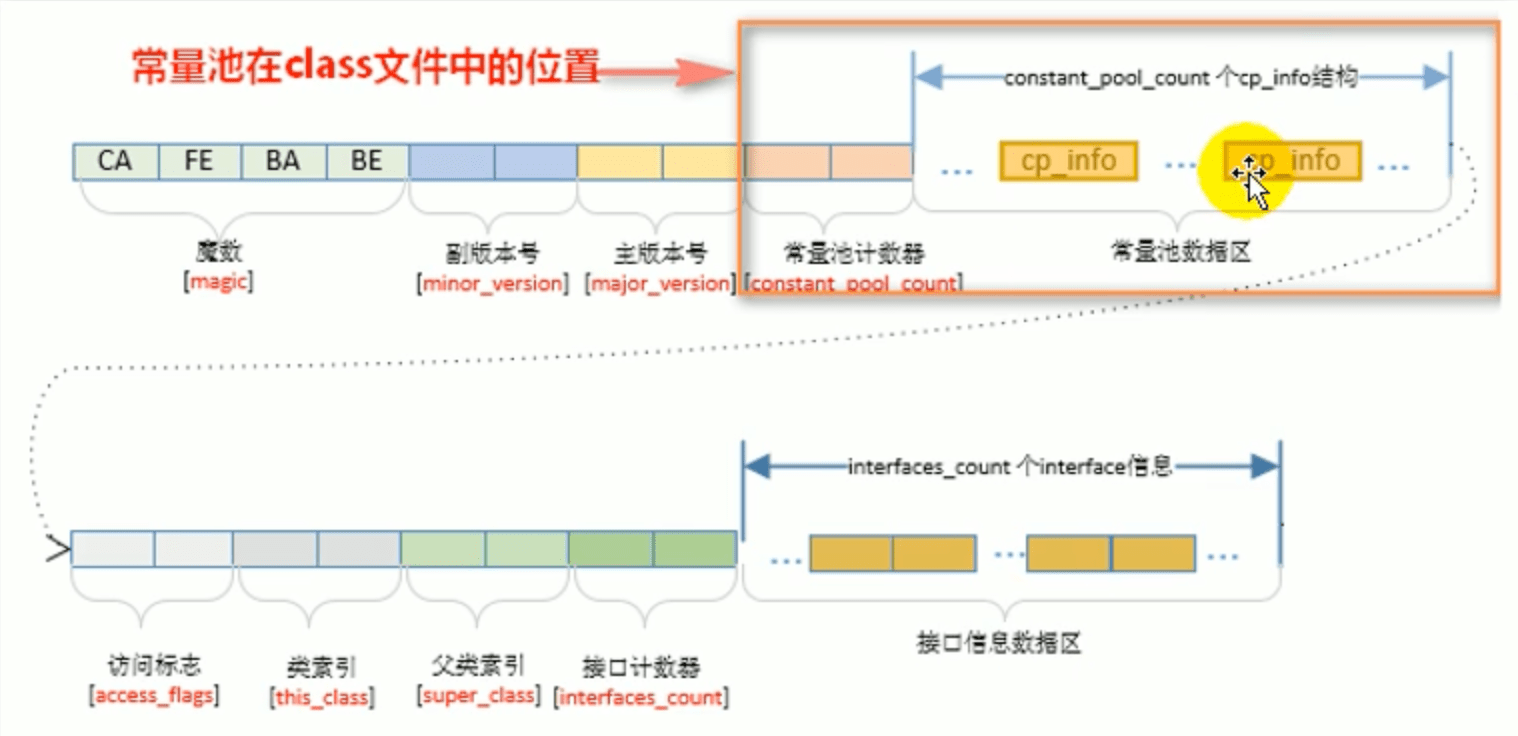 常量池在class文件中的位置
constant_pool_count 个cp_info结构
CA FE BA BE
... cp_info ... cp_info ...
魔数 副版本号 主版本号 常量池计数器 常量池数据区
[magic] [minor_version] [major_version] [constant_pool_count]
interfaces_count 个interface信息
... ... ...
访问标志 类索引 父类索引 接口计数器 接口信息数据区
[access_flags] [this_class] [super_class] [interfaces_count]